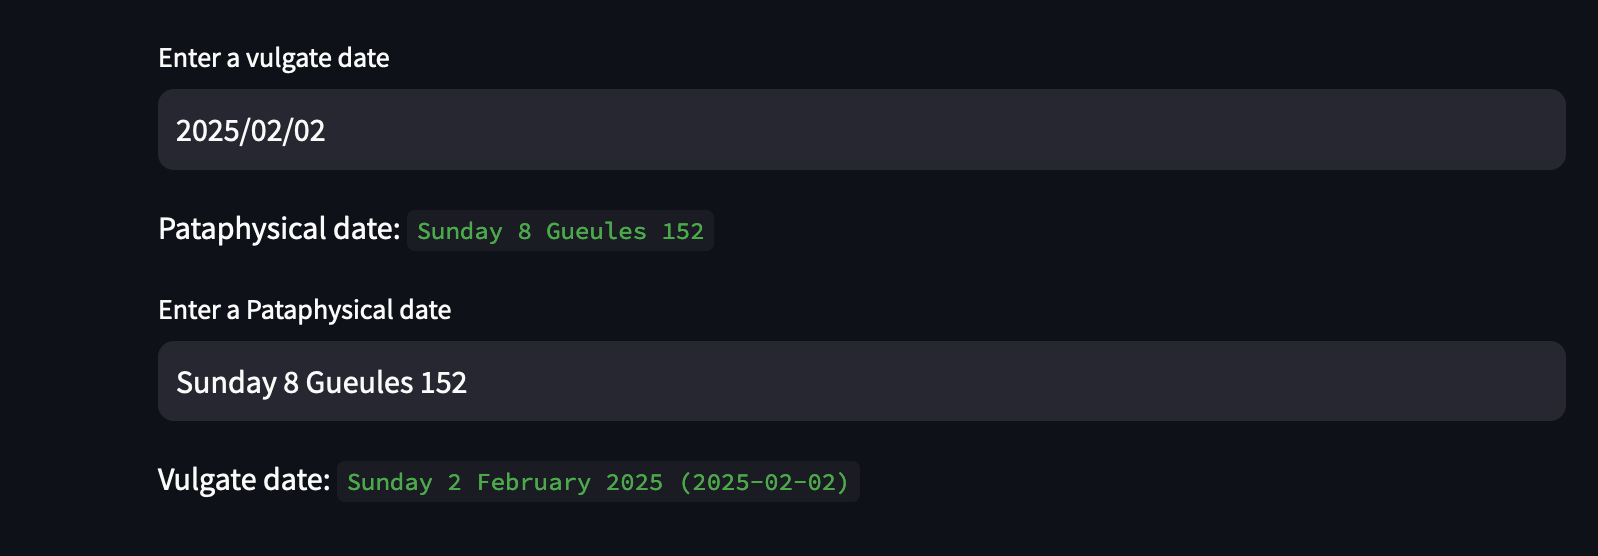 Enter a vulgate date
2025/02/02
Pataphysical date: Sunday 8 Gueules 152
Enter a Pataphysical date
Sunday 8 Gueules 152
Vulgate date: Sunday 2 February 2025 (2025-02-02)